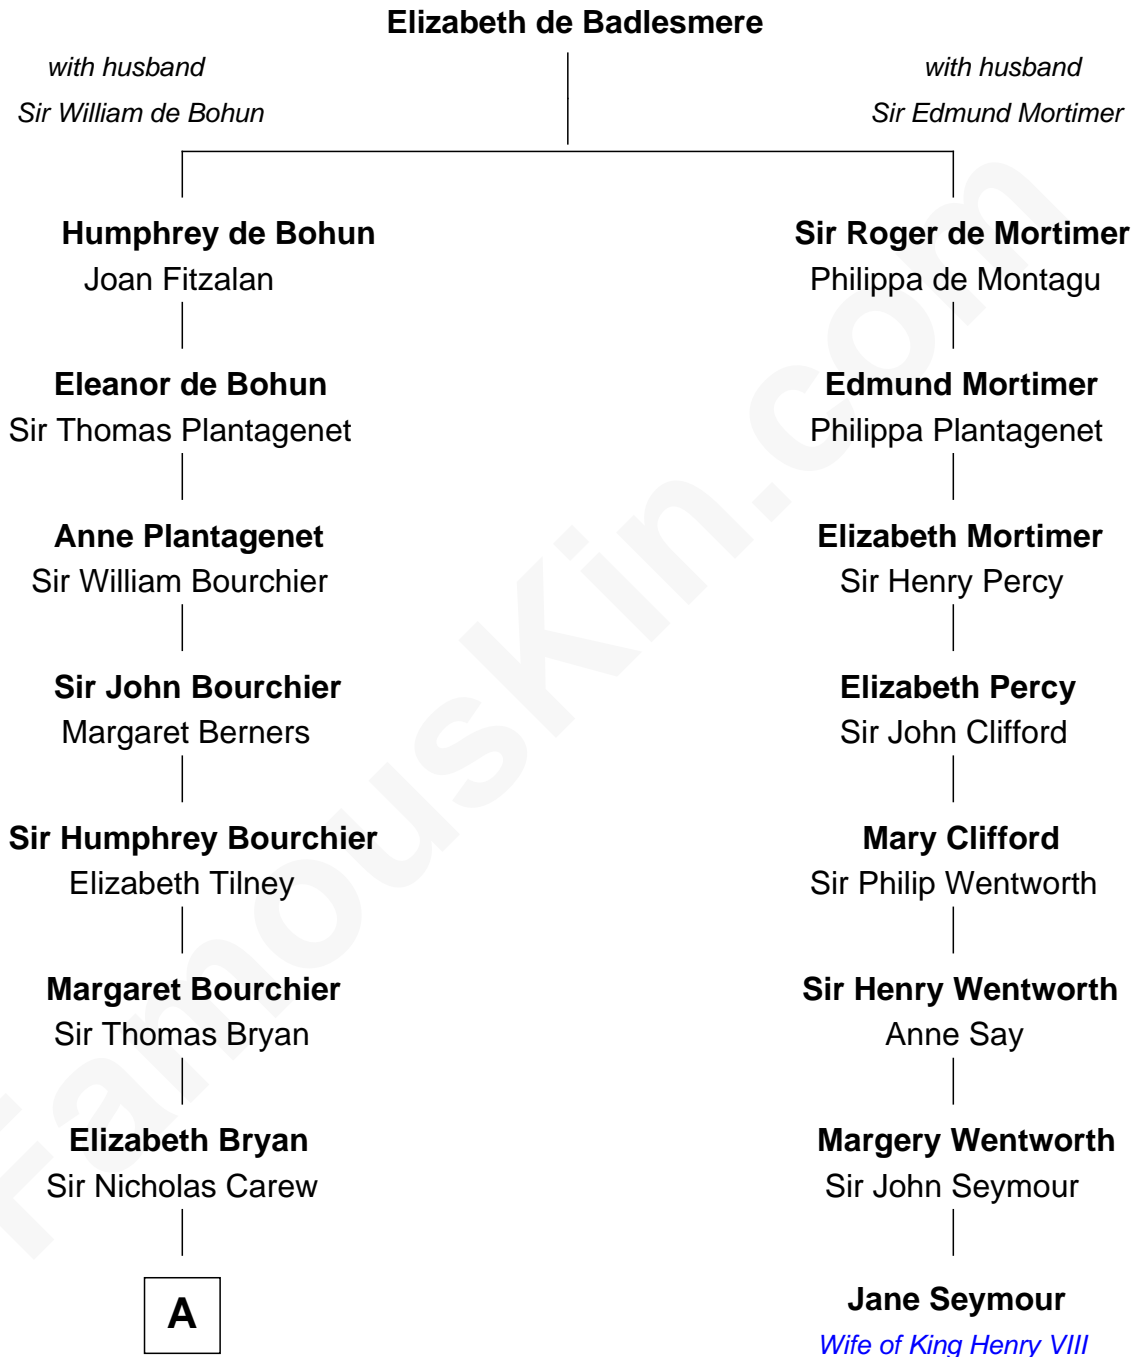 Elizabeth de Badlesmere
with husband
Sir William de Bohun
with husband
Sir Edmund Mortimer
Humphrey de Bohun
Joan Fitzalan
Sir Roger de Mortimer
Philippa de Montagu
Eleanor de Bohun
Sir Thomas Plantagenet
Edmund Mortimer
Philippa Plantagenet
Anne Plantagenet
Sir William Bourchier
Elizabeth Mortimer
Sir Henry Percy
Sir John Bourchier
Margaret Berners
Elizabeth Percy
Sir John Clifford
Sir Humphrey Bourchier
Elizabeth Tilney
Mary Clifford
Sir Philip Wentworth
Margaret Bourchier
Sir Thomas Bryan
Sir Henry Wentworth
Anne Say
Elizabeth Bryan
Sir Nicholas Carew
Margery Wentworth
Sir John Seymour
A
Jane Seymour
Wife of King Henry VIII
FamousKin.com